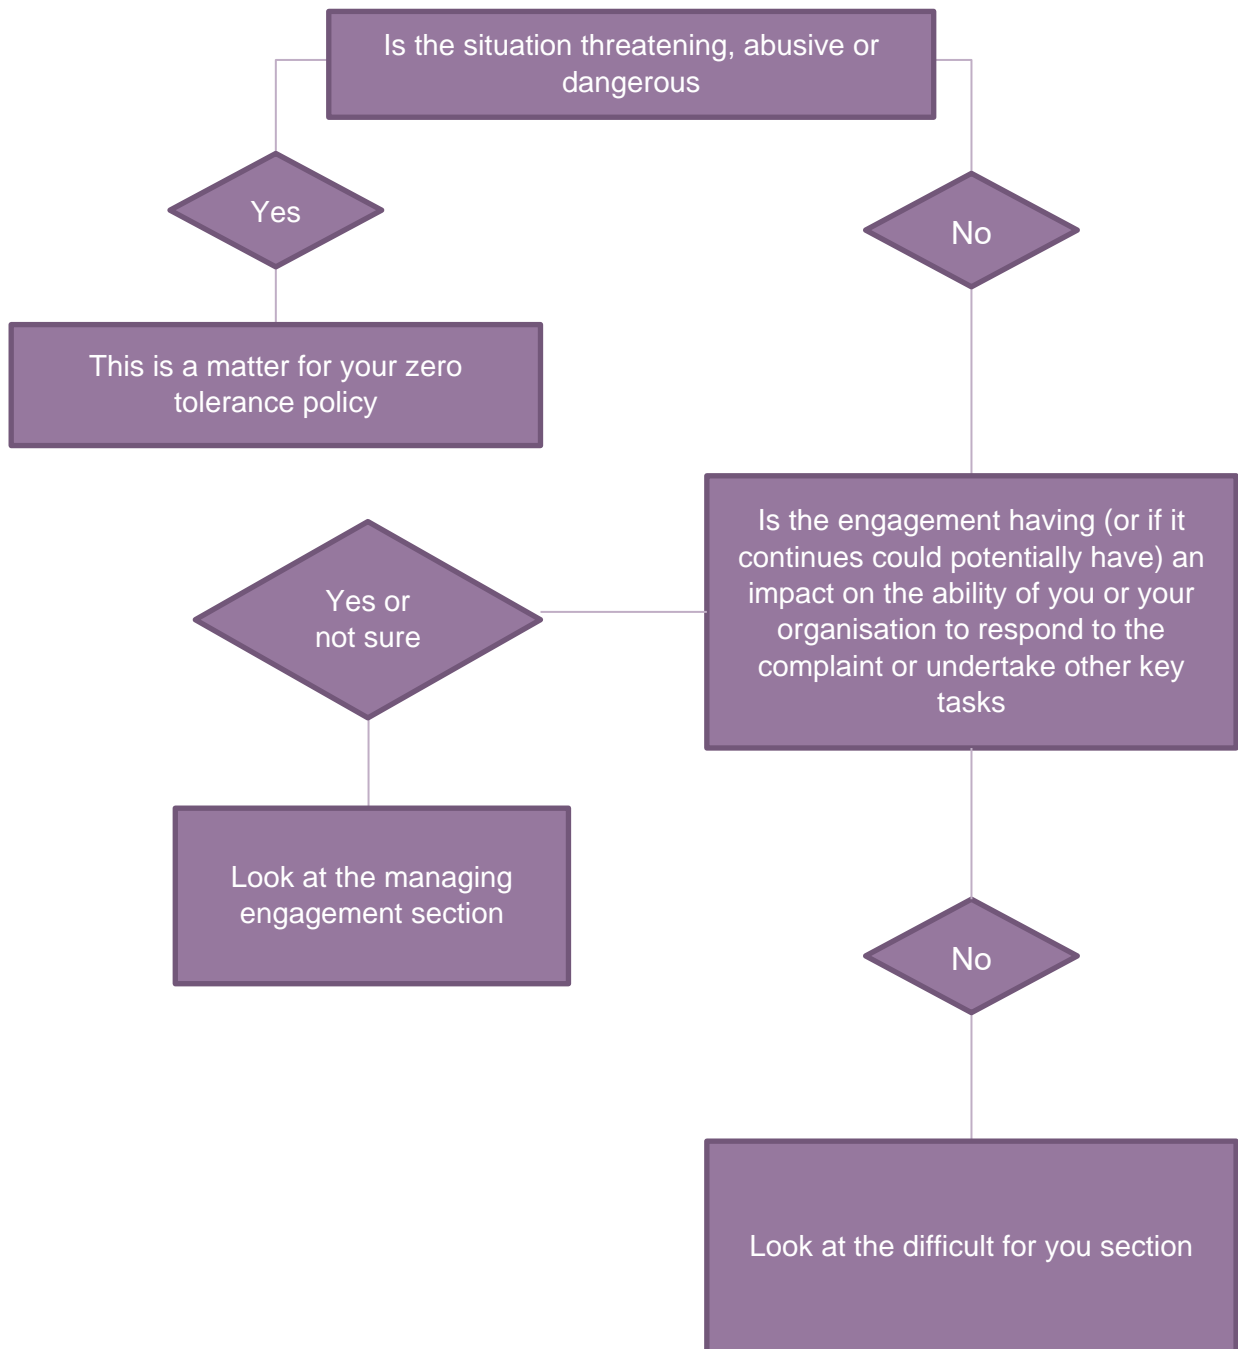 Is the situation threatening, abusive or
dangerous
Yes
No
This is a matter for your zero
tolerance policy
Is the engagement having (or if it
continues could potentially have) an
impact on the ability of you or your
organisation to respond to the
complaint or undertake other key
tasks
Yes or
not sure
Look at the managing
engagement section
No
Look at the difficult for you section